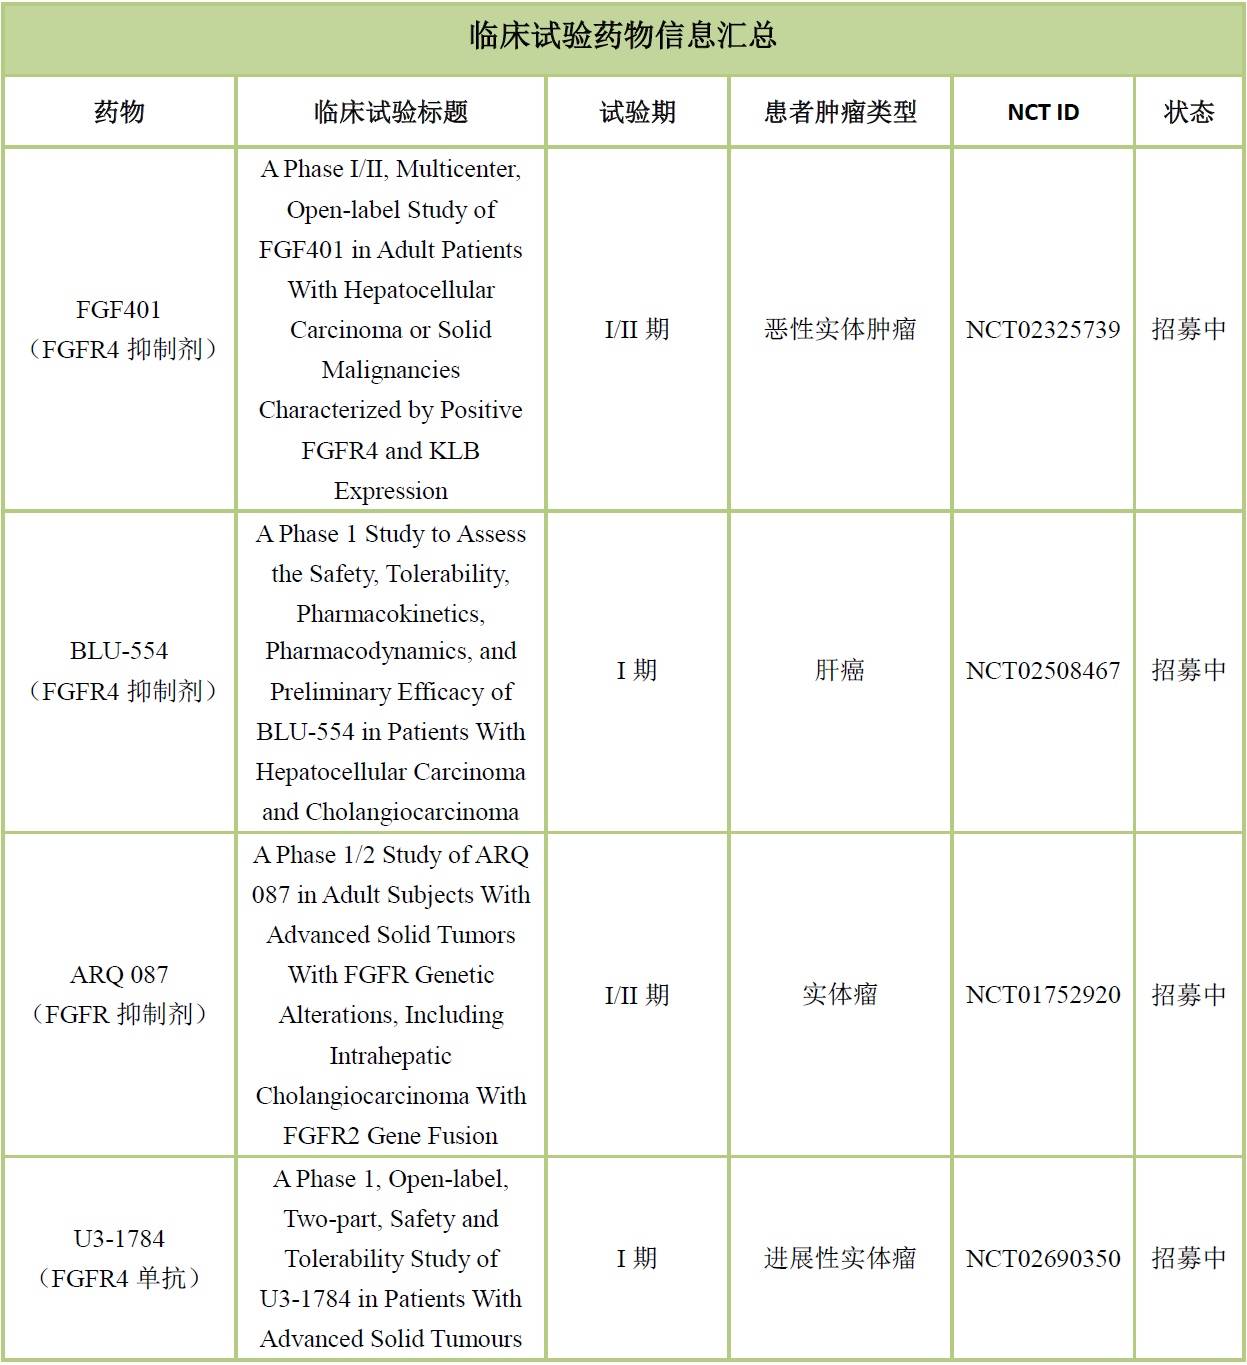 临床试验药物信息汇总
药物
临床试验标题
试验期
患者肿瘤类型
NCT ID
状态
FGF401
（FGFR4 抑制剂）
A Phase I/II, Multicenter,
Open-label Study of
FGF401 in Adult Patients
With Hepatocellular
Carcinoma or Solid
Malignancies
Characterized by Positive
FGFR4 and KLB
Expression
I/II 期
恶性实体肿瘤
NCT02325739
招募中
BLU-554
（FGFR4 抑制剂）
A Phase 1 Study to Assess
the Safety, Tolerability,
Pharmacokinetics,
Pharmacodynamics, and
Preliminary Efficacy of
BLU-554 in Patients With
Hepatocellular Carcinoma
and Cholangiocarcinoma
I 期
肝癌
NCT02508467
招募中
ARQ 087
（FGFR 抑制剂）
A Phase 1/2 Study of ARQ
087 in Adult Subjects With
Advanced Solid Tumors
With FGFR Genetic
Alterations, Including
Intrahepatic
Cholangiocarcinoma With
FGFR2 Gene Fusion
I/II 期
实体瘤
NCT01752920
招募中
U3-1784
（FGFR4 单抗）
A Phase 1, Open-label,
Two-part, Safety and
Tolerability Study of
U3-1784 in Patients With
Advanced Solid Tumours
I 期
进展性实体瘤
NCT02690350
招募中